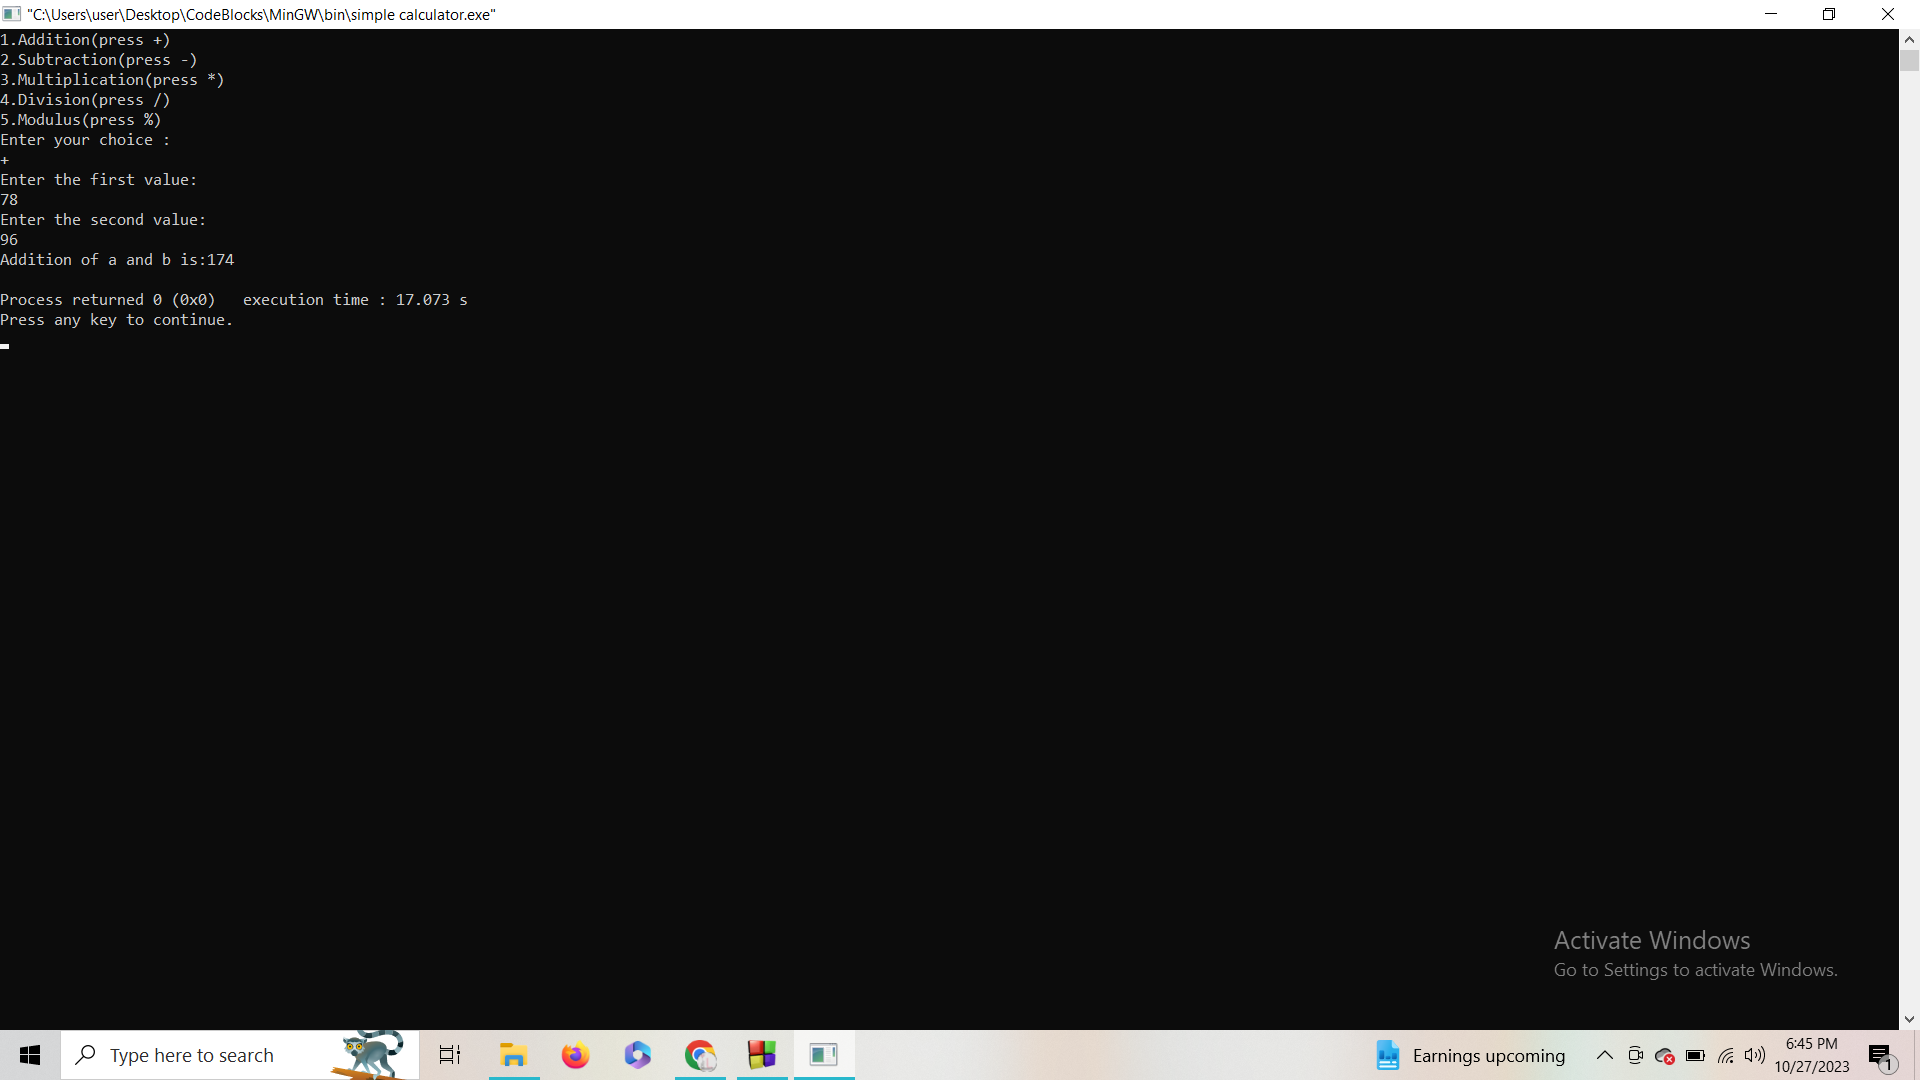 "C:\Users\user\Desktop\CodeBlocks\MinGW\bin\simple calculator.exe"
1.Addition(press +)
2.Subtraction(press -)
3.Multiplication(press *)
4.Division(press /)
5.Modulus(press %)
Enter your choice :
+
Enter the first value:
78
Enter the second value:
96
Addition of a and b is:174
Process returned 0 (0x0)   execution time : 17.073 s
Press any key to continue.
Activate Windows
Go to Settings to activate Windows.
Type here to search
Earnings upcoming
6:45 PM
10/27/2023
1